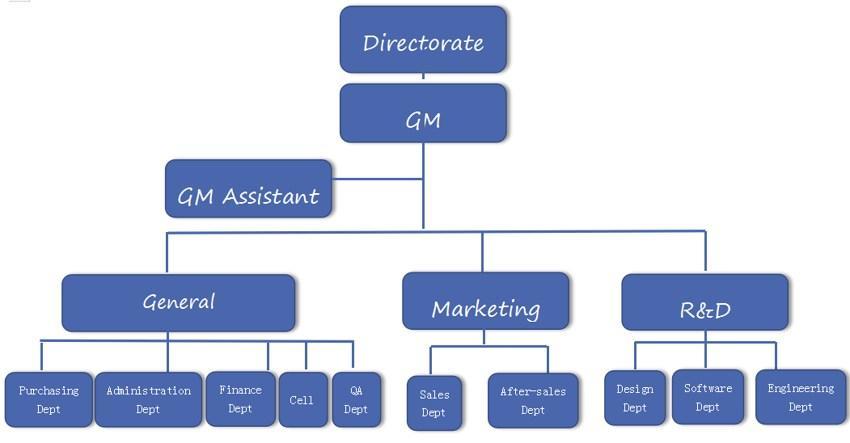 Directorate
GM
GM Assistant
General
Marketing
R&D
Purchasing
Dept
Administration
Dept
Finance
Dept
Cell
QA
Dept
Sales
Dept
After-sales
Dept
Design
Dept
Software
Dept
Engineering
Dept